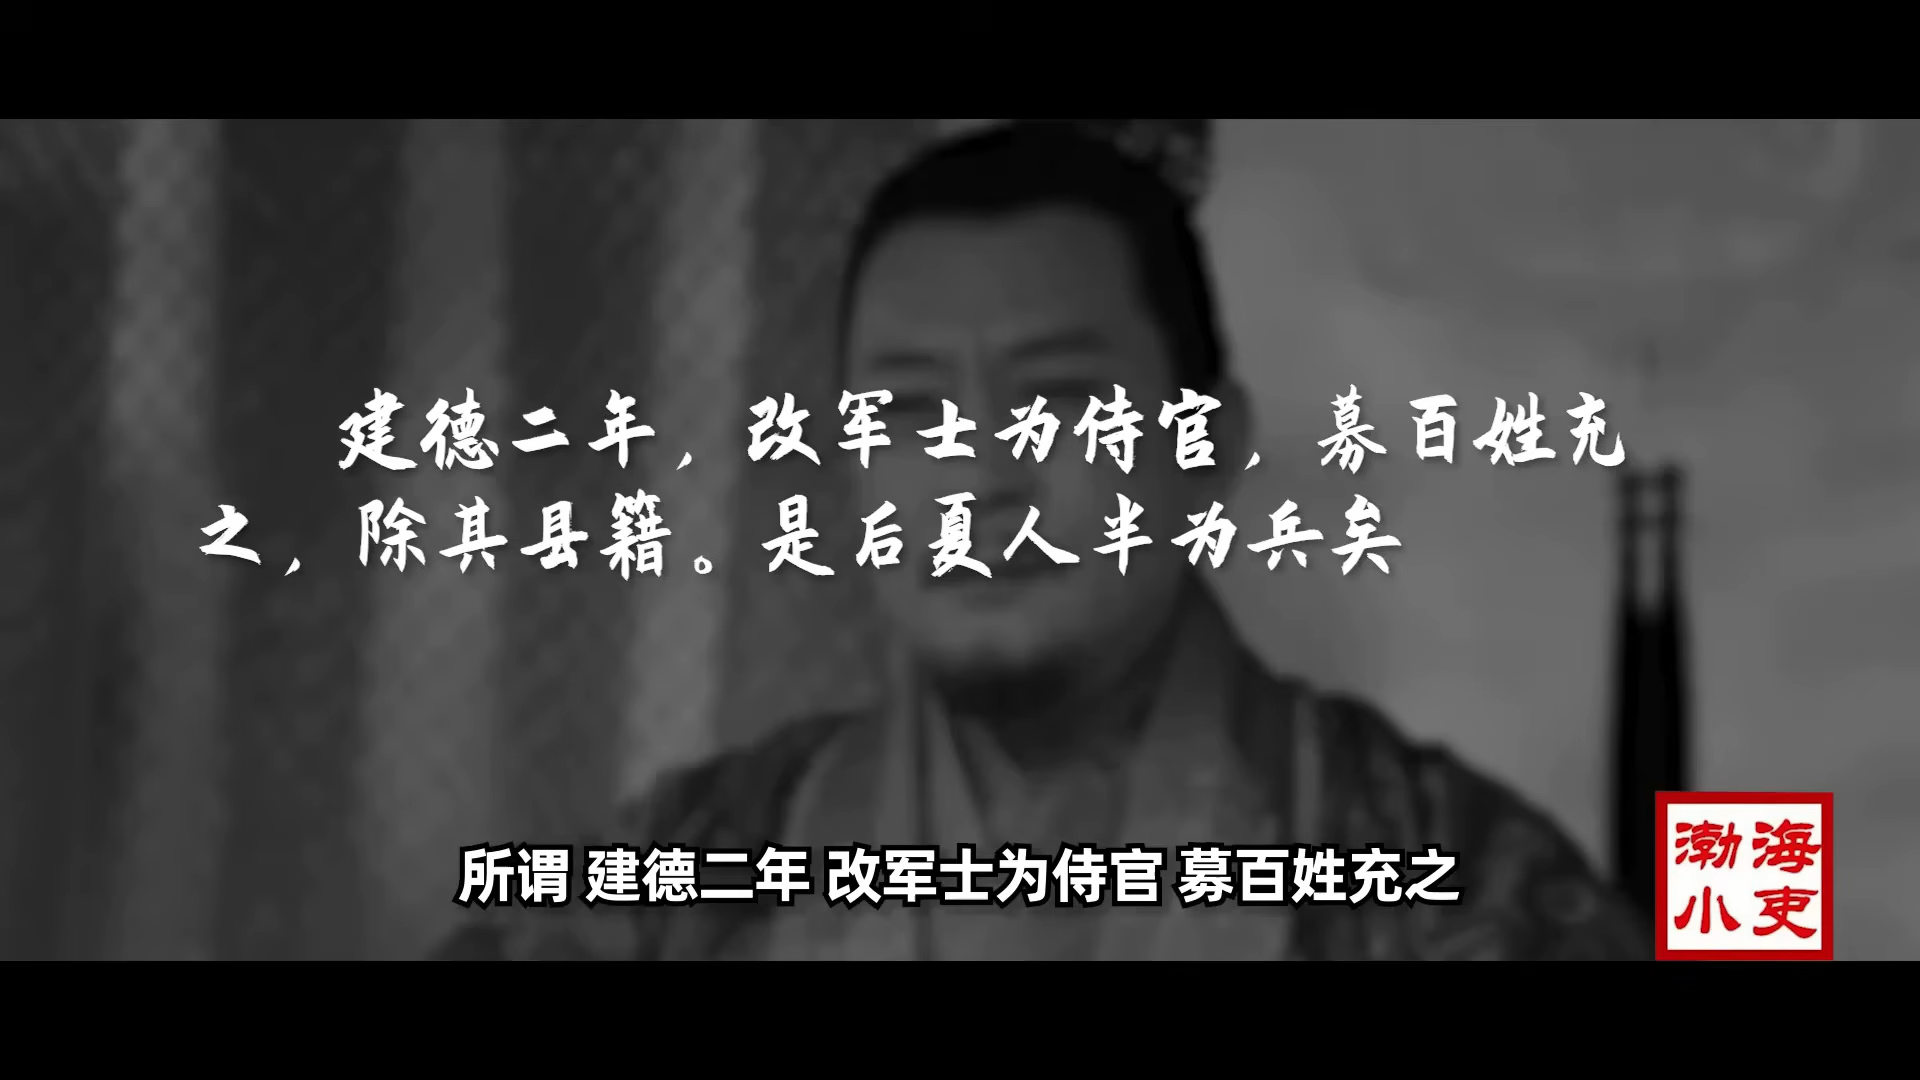 建德二年，改军士为侍官，募百姓充
之，除其县籍。是后夏人半为兵矣
所谓 建德二年 改军士为侍官 募百姓充之
渤海
小吏